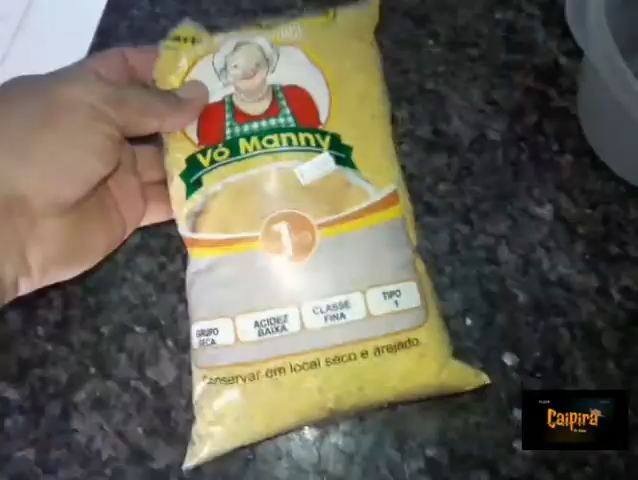 Vó Manny
1
GRUPO
SECA
ACIDEZ
BAIXA
CLASSE
FINA
TIPO
1
Conservar em local seco e arejado.
Caipira